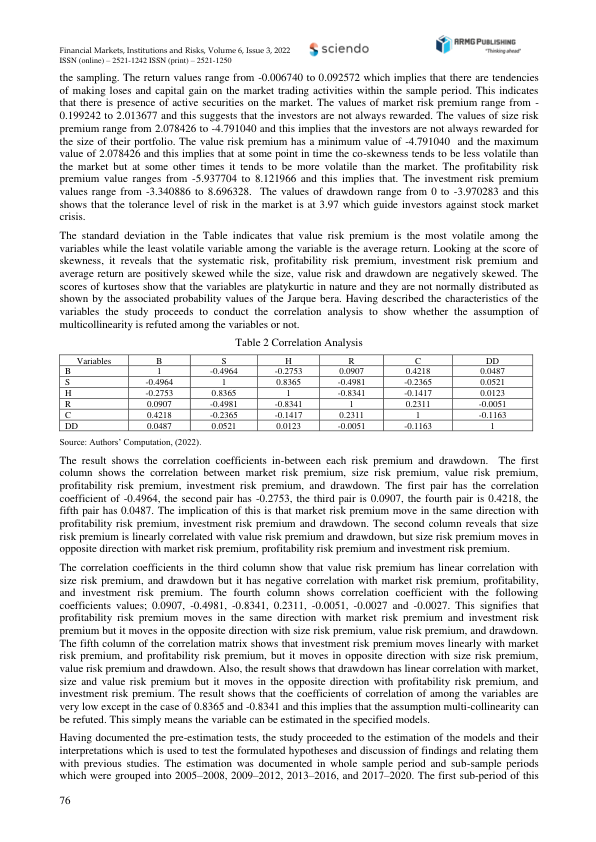 Financial Markets, Institutions and Risks, Volume 6, Issue 3, 2022
ISSN (online) – 2521-1242 ISSN (print) – 2521-1250
sciendo
ARMG PUBLISHING
"Thinking ahead"
the sampling. The return values range from -0.006740 to 0.092572 which implies that there are tendencies
of making loses and capital gain on the market trading activities within the sample period. This indicates
that there is presence of active securities on the market. The values of market risk premium range from -
0.199242 to 2.013677 and this suggests that the investors are not always rewarded. The values of size risk
premium range from 2.078426 to -4.791040 and this implies that the investors are not always rewarded for
the size of their portfolio. The value risk premium has a minimum value of -4.791040 and the maximum
value of 2.078426 and this implies that at some point in time the co-skewness tends to be less volatile than
the market but at some other times it tends to be more volatile than the market. The profitability risk
premium value ranges from -5.937704 to 8.121966 and this implies that. The investment risk premium
values range from -3.340886 to 8.696328. The values of drawdown range from 0 to -3.970283 and this
shows that the tolerance level of risk in the market is at 3.97 which guide investors against stock market
crisis.
The standard deviation in the Table indicates that value risk premium is the most volatile among the
variables while the least volatile variable among the variable is the average return. Looking at the score of
skewness, it reveals that the systematic risk, profitability risk premium, investment risk premium and
average return are positively skewed while the size, value risk and drawdown are negatively skewed. The
scores of kurtoses show that the variables are platykurtic in nature and they are not normally distributed as
shown by the associated probability values of the Jarque bera. Having described the characteristics of the
variables the study proceeds to conduct the correlation analysis to show whether the assumption of
multicollinearity is refuted among the variables or not.
Table 2 Correlation Analysis
Variables B S H R C DD
B 1 -0.4964 -0.2753 0.0907 0.4218 0.0487
S -0.4964 1 0.8365 -0.4981 -0.2365 0.0521
H -0.2753 0.8365 1 -0.8341 -0.1417 0.0123
R 0.0907 -0.4981 -0.8341 1 0.2311 -0.0051
C 0.4218 -0.2365 -0.1417 0.2311 1 -0.1163
DD 0.0487 0.0521 0.0123 -0.0051 -0.1163 1
Source: Authors' Computation, (2022).
The result shows the correlation coefficients in-between each risk premium and drawdown. The first
column shows the correlation between market risk premium, size risk premium, value risk premium,
profitability risk premium, investment risk premium, and drawdown. The first pair has the correlation
coefficient of -0.4964, the second pair has -0.2753, the third pair is 0.0907, the fourth pair is 0.4218, the
fifth pair has 0.0487. The implication of this is that market risk premium move in the same direction with
profitability risk premium, investment risk premium and drawdown. The second column reveals that size
risk premium is linearly correlated with value risk premium and drawdown, but size risk premium moves in
opposite direction with market risk premium, profitability risk premium and investment risk premium.
The correlation coefficients in the third column show that value risk premium has linear correlation with
size risk premium, and drawdown but it has negative correlation with market risk premium, profitability,
and investment risk premium. The fourth column shows correlation coefficient with the following
coefficients values; 0.0907, -0.4981, -0.8341, 0.2311, -0.0051, -0.0027 and -0.0027. This signifies that
profitability risk premium moves in the same direction with market risk premium and investment risk
premium but it moves in the opposite direction with size risk premium, value risk premium, and drawdown.
The fifth column of the correlation matrix shows that investment risk premium moves linearly with market
risk premium, and profitability risk premium, but it moves in opposite direction with size risk premium,
value risk premium and drawdown. Also, the result shows that drawdown has linear correlation with market,
size and value risk premium but it moves in the opposite direction with profitability risk premium, and
investment risk premium. The result shows that the coefficients of correlation of among the variables are
very low except in the case of 0.8365 and -0.8341 and this implies that the assumption multi-collinearity can
be refuted. This simply means the variable can be estimated in the specified models.
Having documented the pre-estimation tests, the study proceeded to the estimation of the models and their
interpretations which is used to test the formulated hypotheses and discussion of findings and relating them
with previous studies. The estimation was documented in whole sample period and sub-sample periods
which were grouped into 2005–2008, 2009–2012, 2013–2016, and 2017–2020. The first sub-period of this
76